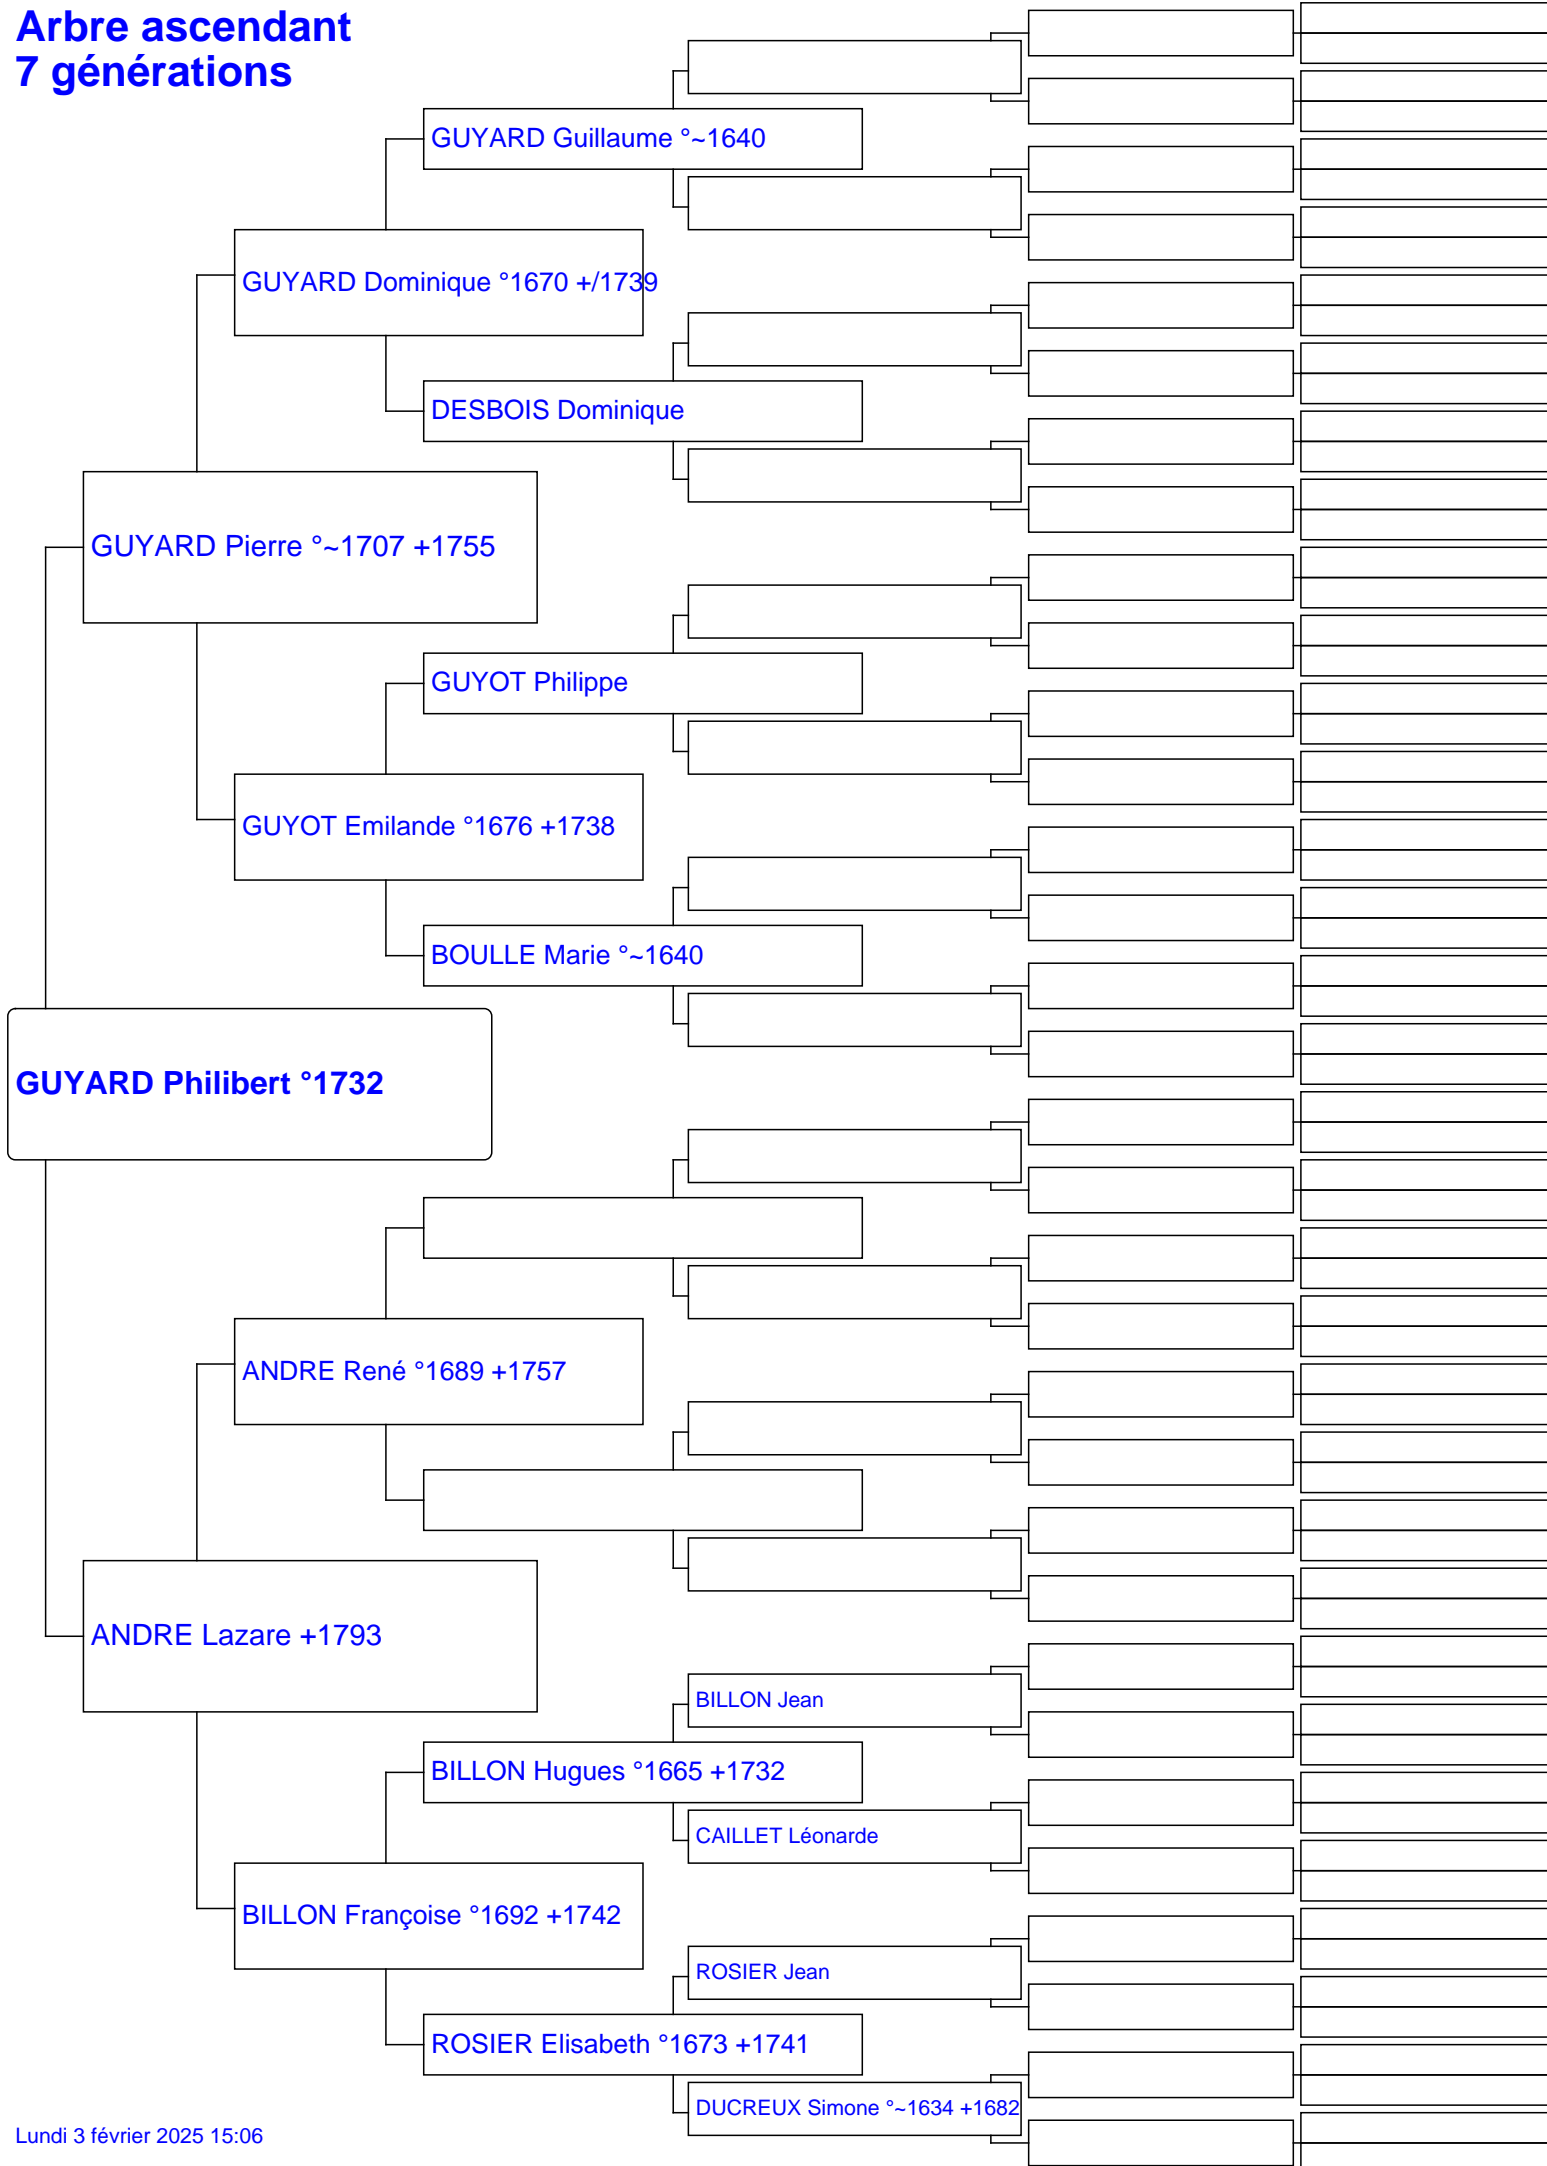 Arbre ascendant
7 générations
GUYARD Guillaume °~1640
GUYARD Dominique °1670 +/1739
DESBOIS Dominique
GUYARD Pierre °~1707 +1755
GUYOT Philippe
GUYOT Emilande °1676 +1738
BOULLE Marie °~1640
GUYARD Philibert °1732
ANDRE René °1689 +1757
ANDRE Lazare +1793
BILLON Jean
BILLON Hugues °1665 +1732
CAILLET Léonarde
BILLON Françoise °1692 +1742
ROSIER Jean
ROSIER Elisabeth °1673 +1741
DUCREUX Simone °~1634 +1682
Lundi 3 février 2025 15:06